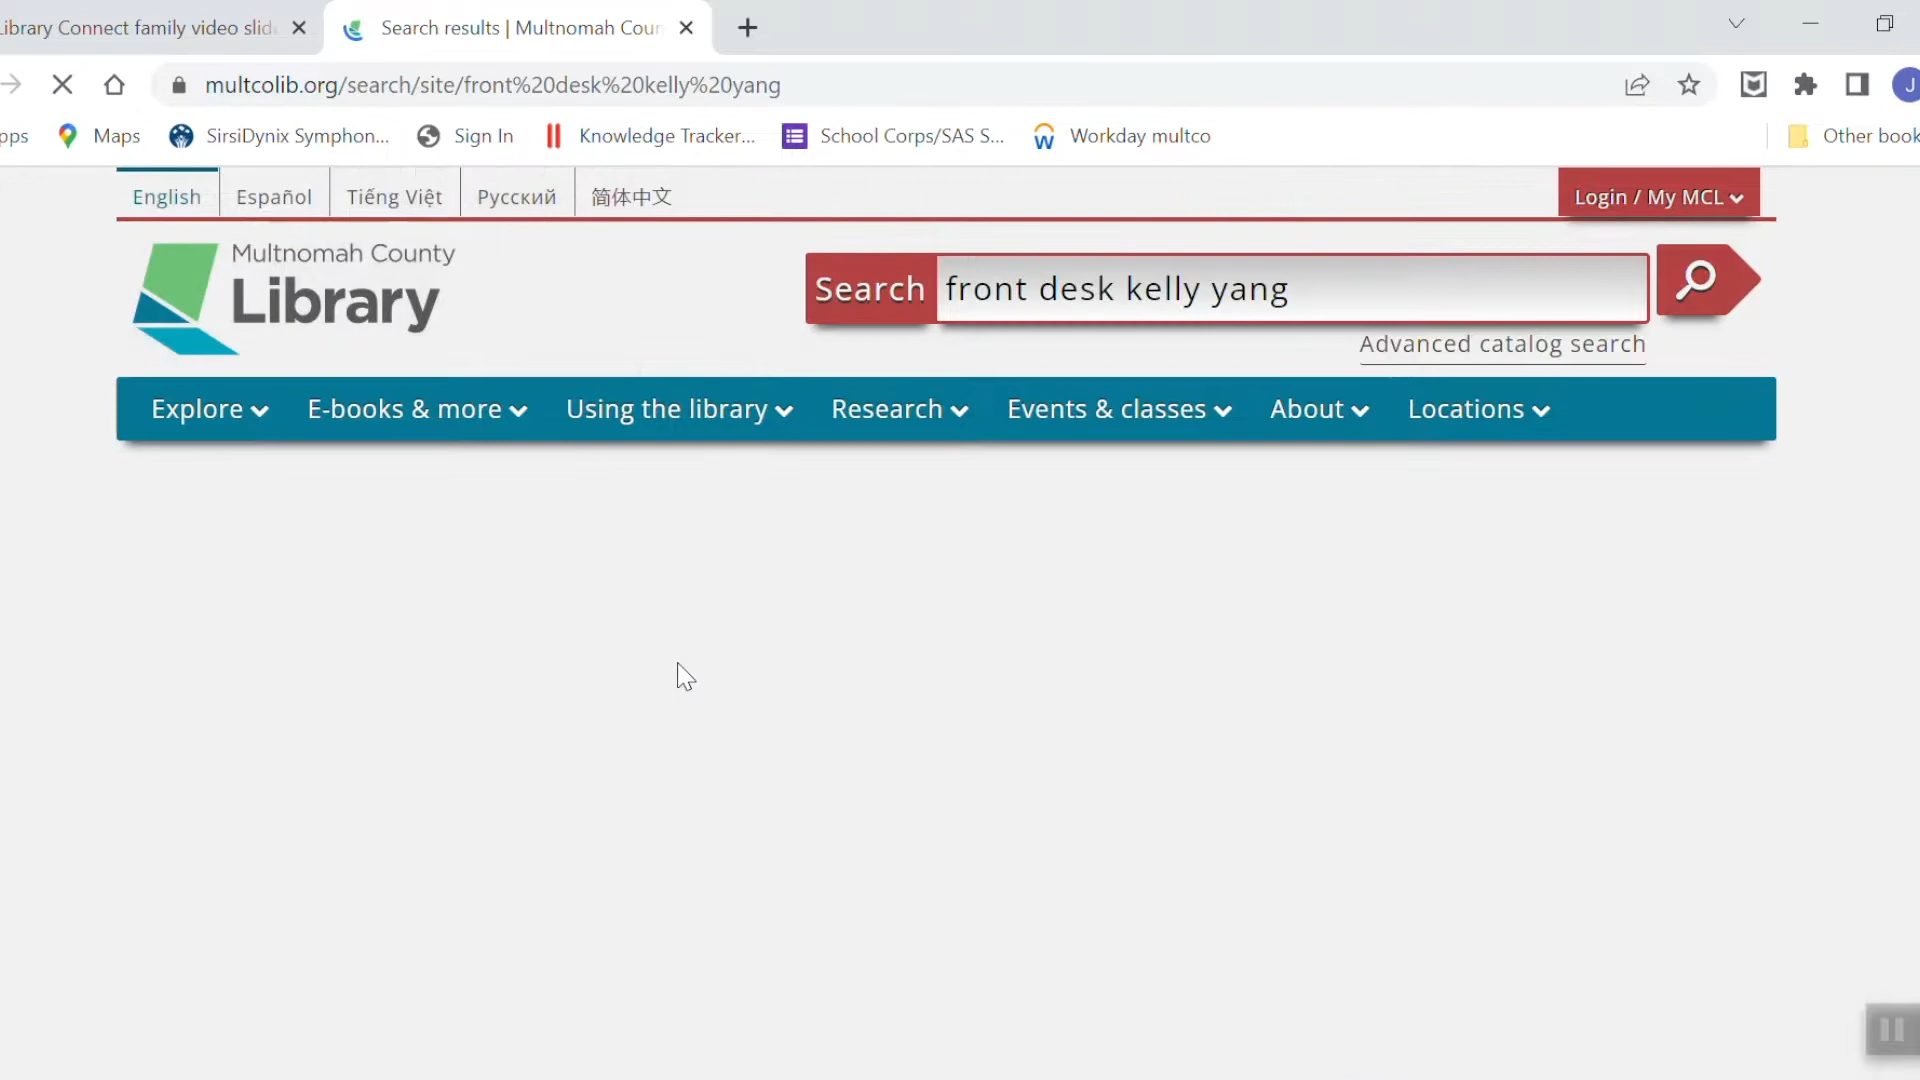 Library Connect family video slid
Search results | Multnomah Coun
multcolib.org/search/site/front%20desk%20kelly%20yang
J
pps
Maps
SirsiDynix Symphon...
Sign In
Knowledge Tracker...
School Corps/SAS S...
Workday multco
Other book
English
Español
Tiếng Việt
Русский
简体中文
Login / My MCL
Multnomah County
Library
Search
front desk kelly yang
Advanced catalog search
Explore
E-books & more
Using the library
Research
Events & classes
About
Locations